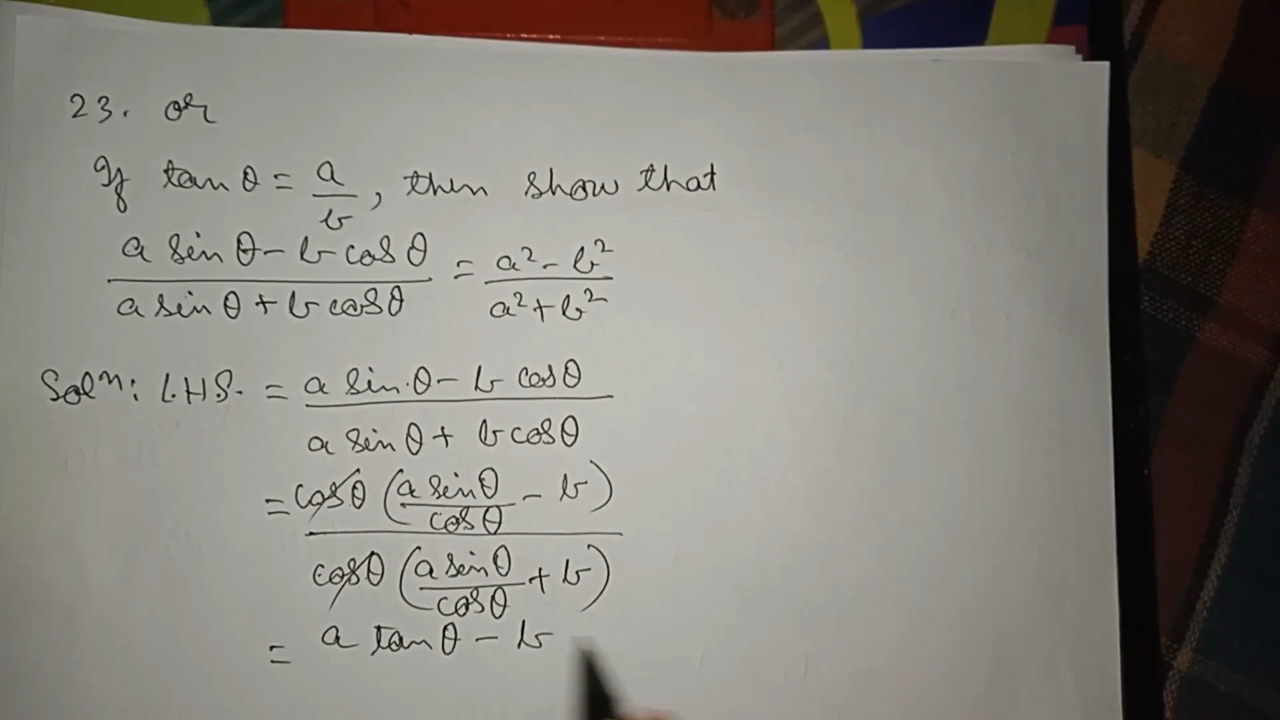 23. or
If tan θ = a/b, then show that
a sin θ - b cos θ / a sin θ + b cos θ = a² - b² / a² + b²
Solⁿ: L.H.S. = a sin θ - b cos θ / a sin θ + b cos θ
= cos θ (a sin θ / cos θ - b) / cos θ (a sin θ / cos θ + b)
= a tan θ - b